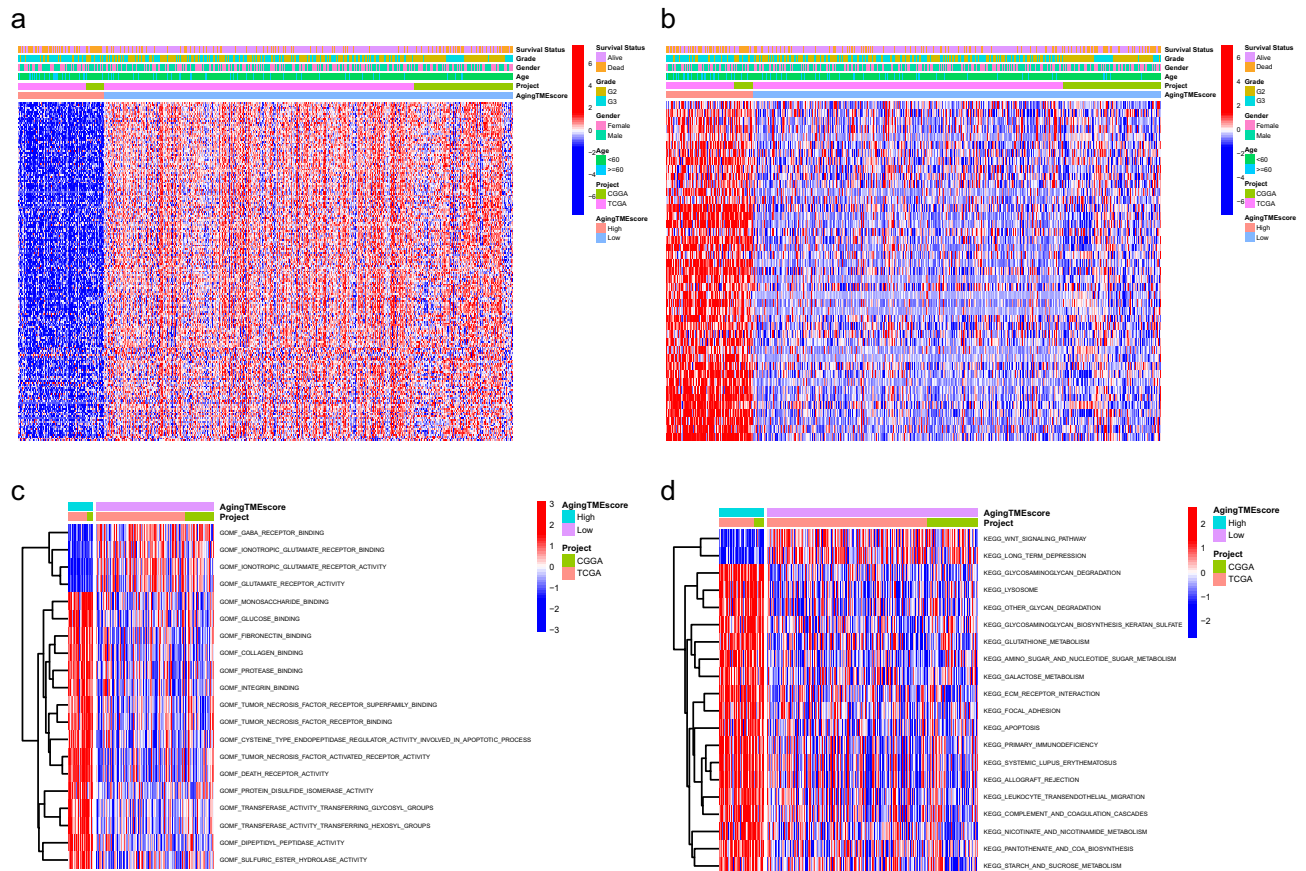 a
Survival Status
Grade
Gender
Age
Project
AgingTMEscore
6
4
2
0
−2
−4
−6
Survival Status
Alive
Dead
Grade
G2
G3
Gender
Female
Male
Age
<60
>=60
Project
CGGA
TCGA
AgingTMEscore
High
Low
b
Survival Status
Grade
Gender
Age
Project
AgingTMEscore
6
4
2
0
−2
−4
−6
Survival Status
Alive
Dead
Grade
G2
G3
Gender
Female
Male
Age
<60
>=60
Project
CGGA
TCGA
AgingTMEscore
High
Low
c
AgingTMEscore
Project
GOMF_GABA_RECEPTOR_BINDING
GOMF_IONOTROPIC_GLUTAMATE_RECEPTOR_BINDING
GOMF_IONOTROPIC_GLUTAMATE_RECEPTOR_ACTIVITY
GOMF_GLUTAMATE_RECEPTOR_ACTIVITY
GOMF_MONOSACCHARIDE_BINDING
GOMF_GLUCOSE_BINDING
GOMF_FIBRONECTIN_BINDING
GOMF_COLLAGEN_BINDING
GOMF_PROTEASE_BINDING
GOMF_INTEGRIN_BINDING
GOMF_TUMOR_NECROSIS_FACTOR_RECEPTOR_SUPERFAMILY_BINDING
GOMF_TUMOR_NECROSIS_FACTOR_RECEPTOR_BINDING
GOMF_CYSTEINE_TYPE_ENDOPEPTIDASE_REGULATOR_ACTIVITY_INVOLVED_IN_APOPTOTIC_PROCESS
GOMF_TUMOR_NECROSIS_FACTOR_ACTIVATED_RECEPTOR_ACTIVITY
GOMF_DEATH_RECEPTOR_ACTIVITY
GOMF_PROTEIN_DISULFIDE_ISOMERASE_ACTIVITY
GOMF_TRANSFERASE_ACTIVITY_TRANSFERRING_GLYCOSYL_GROUPS
GOMF_TRANSFERASE_ACTIVITY_TRANSFERRING_HEXOSYL_GROUPS
GOMF_DIPEPTIDYL_PEPTIDASE_ACTIVITY
GOMF_SULFURIC_ESTER_HYDROLASE_ACTIVITY
3
2
1
0
−1
−2
−3
AgingTMEscore
High
Low
Project
CGGA
TCGA
d
AgingTMEscore
Project
KEGG_WNT_SIGNALING_PATHWAY
KEGG_LONG_TERM_DEPRESSION
KEGG_GLYCOSAMINOGLYCAN_DEGRADATION
KEGG_LYSOSOME
KEGG_OTHER_GLYCAN_DEGRADATION
KEGG_GLYCOSAMINOGLYCAN_BIOSYNTHESIS_KERATAN_SULFATE
KEGG_GLUTATHIONE_METABOLISM
KEGG_AMINO_SUGAR_AND_NUCLEOTIDE_SUGAR_METABOLISM
KEGG_GALACTOSE_METABOLISM
KEGG_ECM_RECEPTOR_INTERACTION
KEGG_FOCAL_ADHESION
KEGG_APOPTOSIS
KEGG_PRIMARY_IMMUNODEFICIENCY
KEGG_SYSTEMIC_LUPUS_ERYTHEMATOSUS
KEGG_ALLOGRAFT_REJECTION
KEGG_LEUKOCYTE_TRANSENDOTHELIAL_MIGRATION
KEGG_COMPLEMENT_AND_COAGULATION_CASCADES
KEGG_NICOTINATE_AND_NICOTINAMIDE_METABOLISM
KEGG_PANTOTHENATE_AND_COA_BIOSYNTHESIS
KEGG_STARCH_AND_SUCROSE_METABOLISM
2
1
0
−1
−2
AgingTMEscore
High
Low
Project
CGGA
TCGA